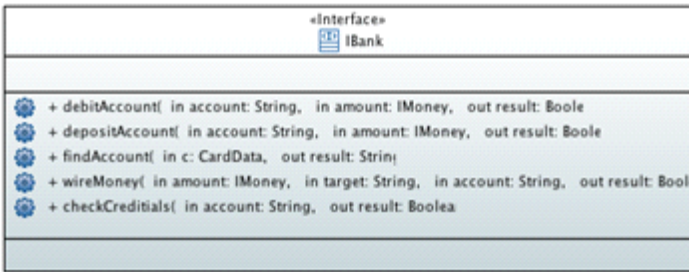 «Interface»
IBank
+ debitAccount( in account: String, in amount: IMoney, out result: Boole
+ depositAccount( in account: String, in amount: IMoney, out result: Boole
+ findAccount( in c: CardData, out result: String
+ wireMoney( in amount: IMoney, in target: String, in account: String, out result: Bool
+ checkCreditials( in account: String, out result: Boolea